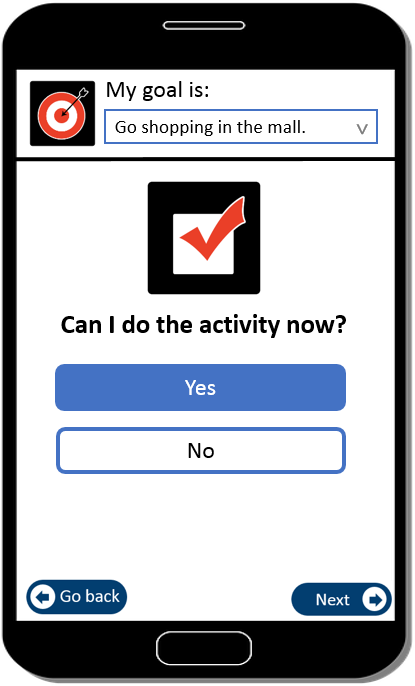 My goal is:
Go shopping in the mall.
Can I do the activity now?
Yes
No
Go back
Next